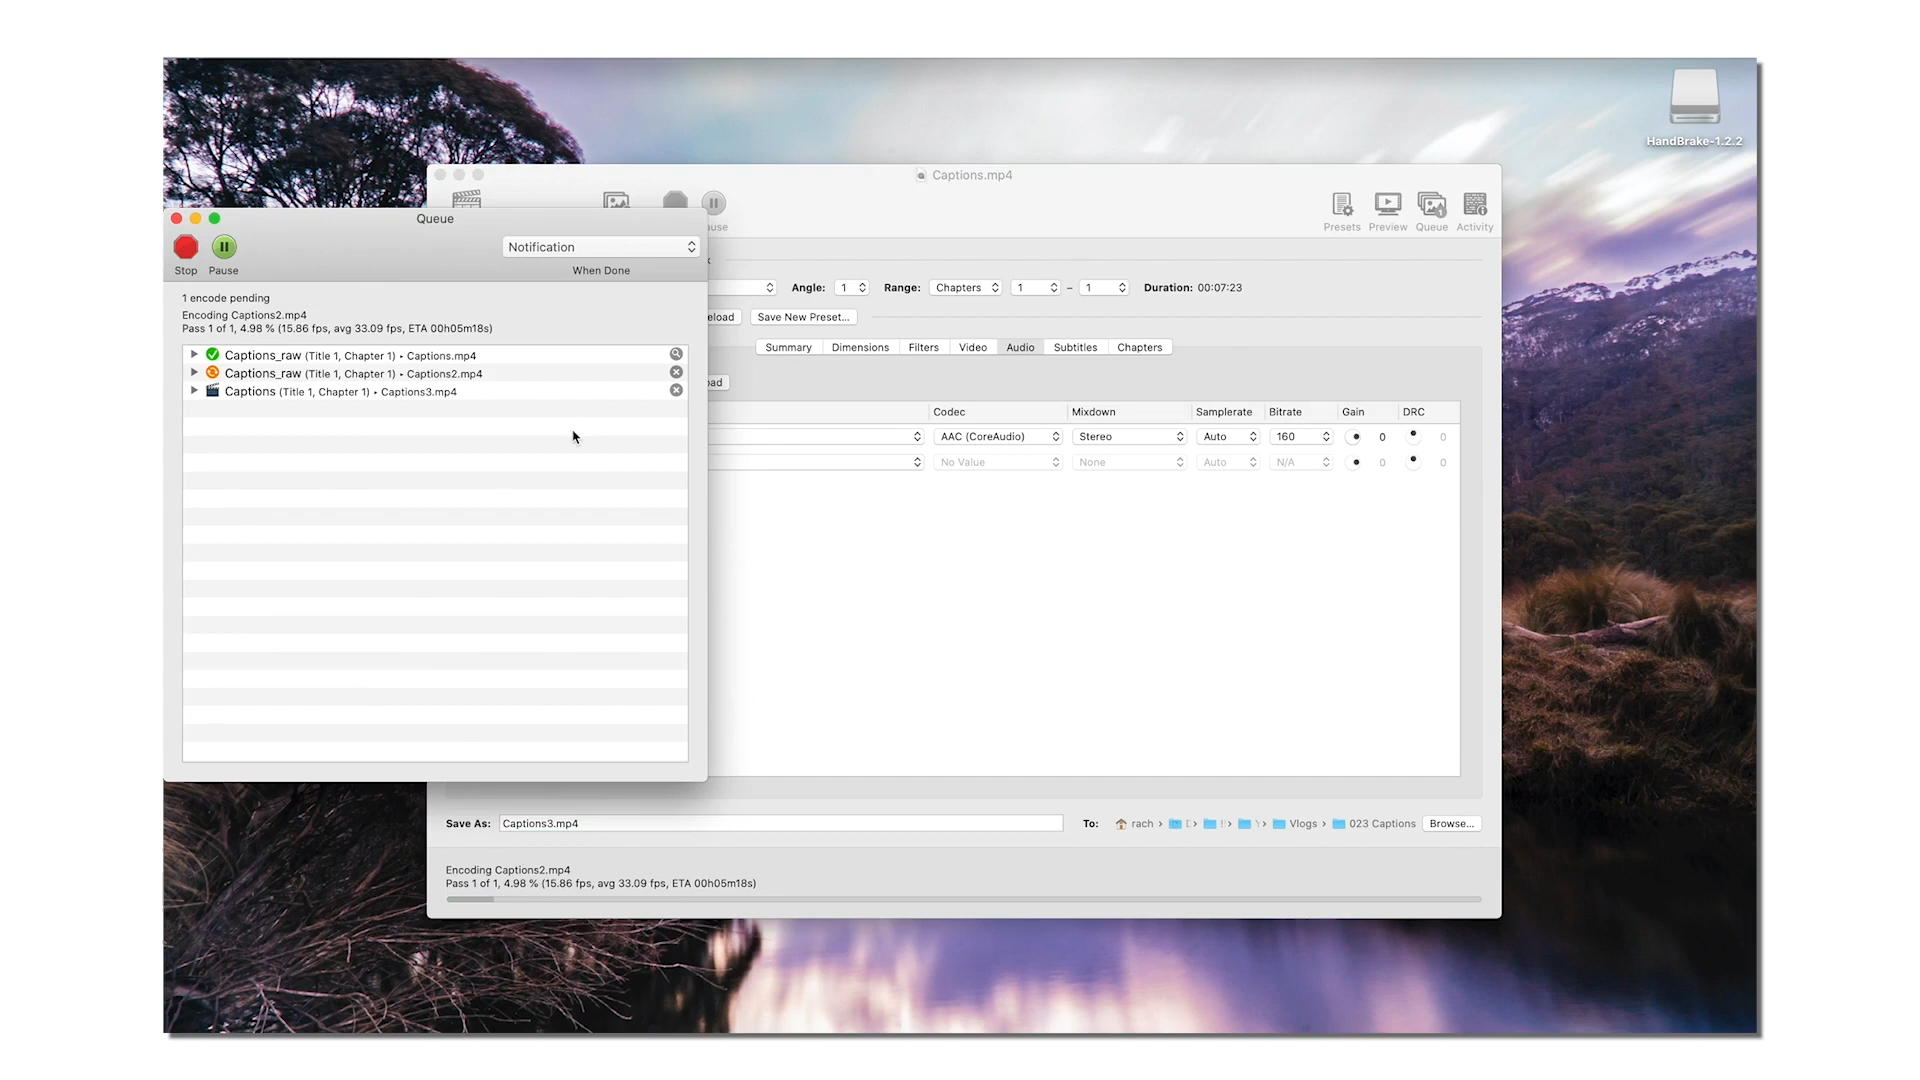 HandBrake-1.2.2
Captions.mp4
Presets Preview Queue Activity
Queue
Notification
Stop Pause When Done
Angle: 1 Range: Chapters 1 – 1 Duration: 00:07:23
1 encode pending
Encoding Captions2.mp4
Pass 1 of 1, 4.98 % (15.86 fps, avg 33.09 fps, ETA 00h05m18s)
Save New Preset...
Summary Dimensions Filters Video Audio Subtitles Chapters
Captions_raw (Title 1, Chapter 1) ‣ Captions.mp4
Captions_raw (Title 1, Chapter 1) ‣ Captions2.mp4
Captions (Title 1, Chapter 1) ‣ Captions3.mp4
Codec Mixdown Samplerate Bitrate Gain DRC
AAC (CoreAudio) Stereo Auto 160 0 0
No Value None Auto N/A 0 0
Save As: Captions3.mp4 To: rach › › › › Vlogs › 023 Captions Browse...
Encoding Captions2.mp4
Pass 1 of 1, 4.98 % (15.86 fps, avg 33.09 fps, ETA 00h05m18s)